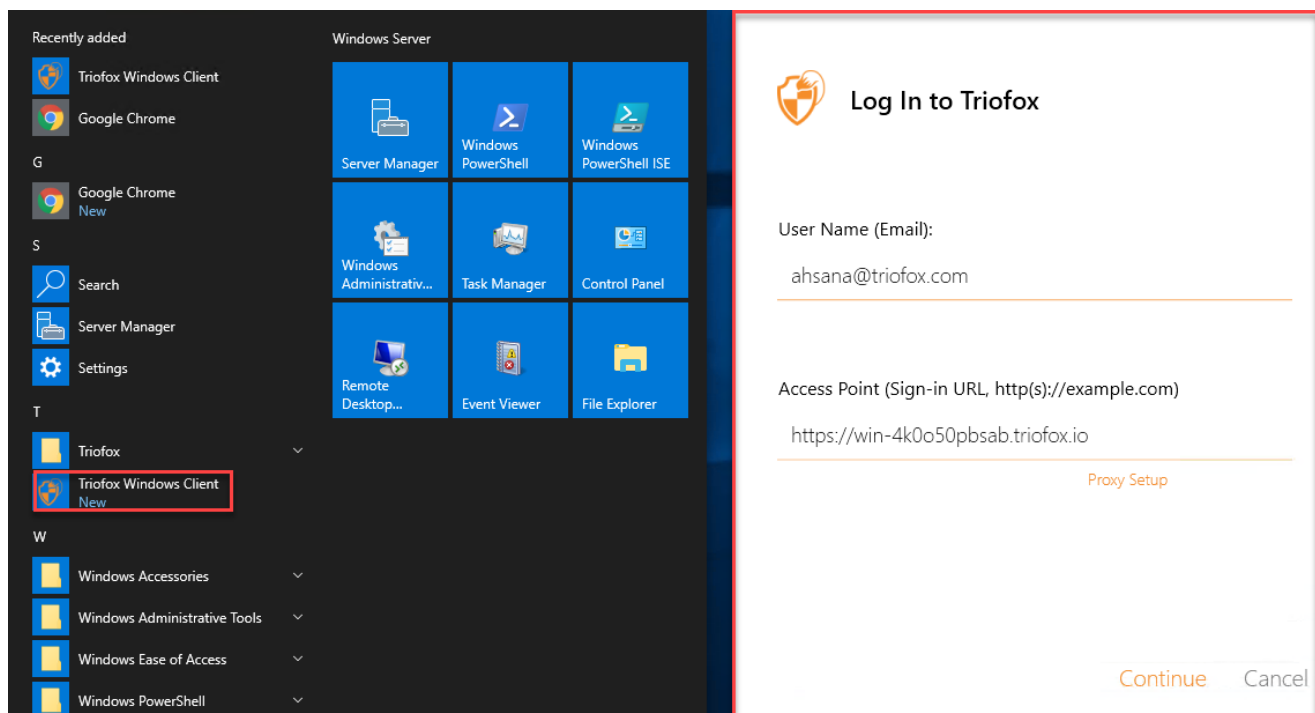 Recently added
Triofox Windows Client
Google Chrome
G
Google Chrome
New
S
Search
Server Manager
Settings
T
Triofox
Triofox Windows Client
New
W
Windows Accessories
Windows Administrative Tools
Windows Ease of Access
Windows PowerShell
Windows Server
Server Manager
Windows
PowerShell
Windows
PowerShell ISE
Windows
Administrativ...
Task Manager
Control Panel
Remote
Desktop...
Event Viewer
File Explorer
Log In to Triofox
User Name (Email):
ahsana@triofox.com
Access Point (Sign-in URL, http(s)://example.com)
https://win-4k0o50pbsab.triofox.io
Proxy Setup
Continue
Cancel